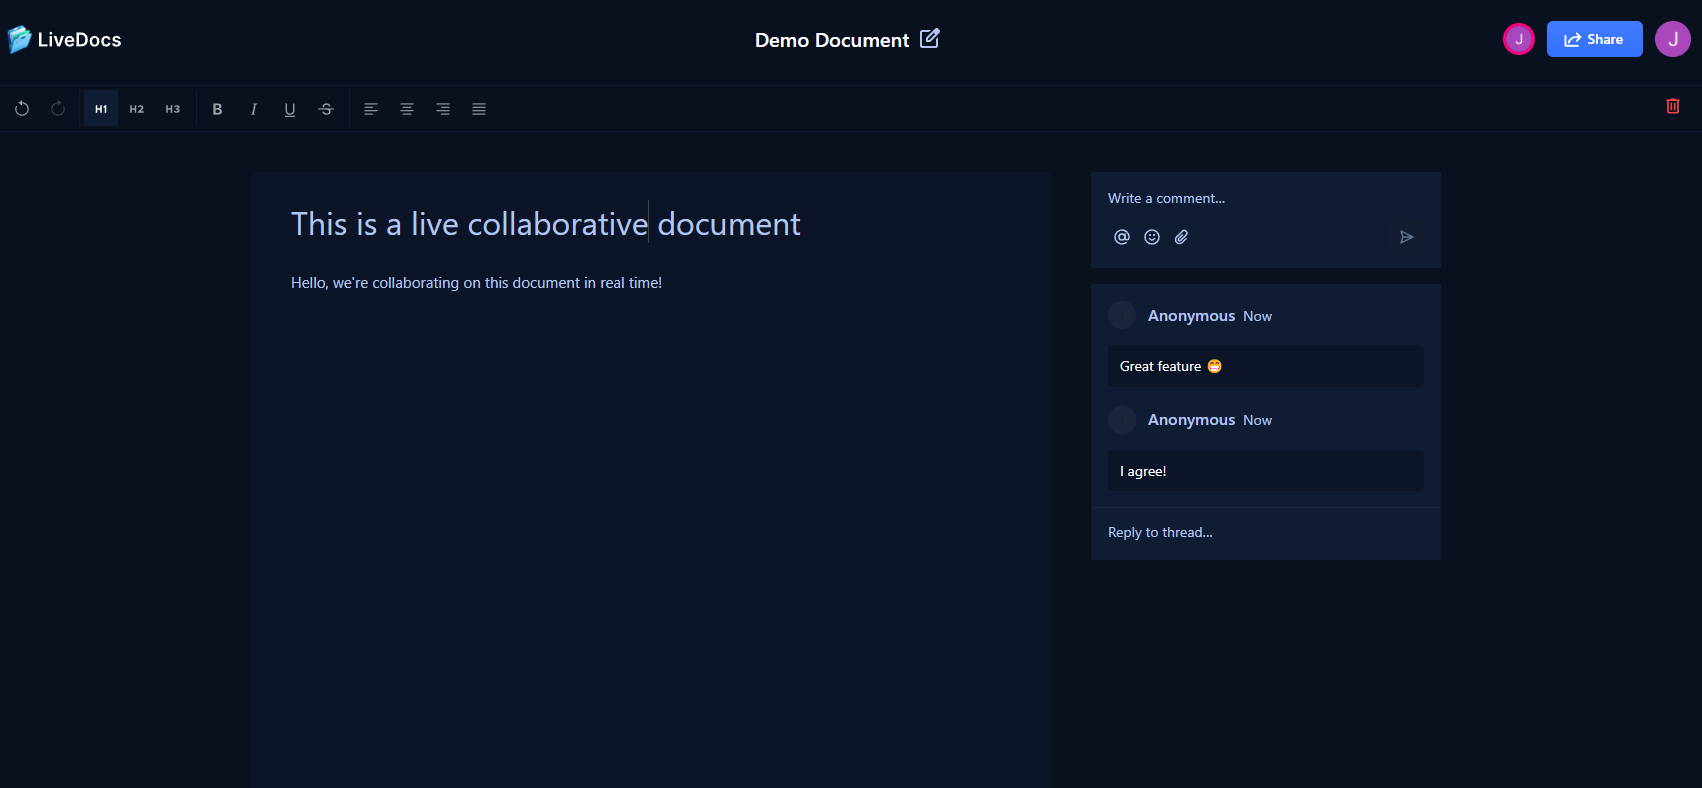 LiveDocs
Demo Document
J
Share
J
H1 H2 H3 B I U S
This is a live collaborative document
Hello, we're collaborating on this document in real time!
Write a comment…
@
Anonymous Now
Great feature 😁
Anonymous Now
I agree!
Reply to thread…